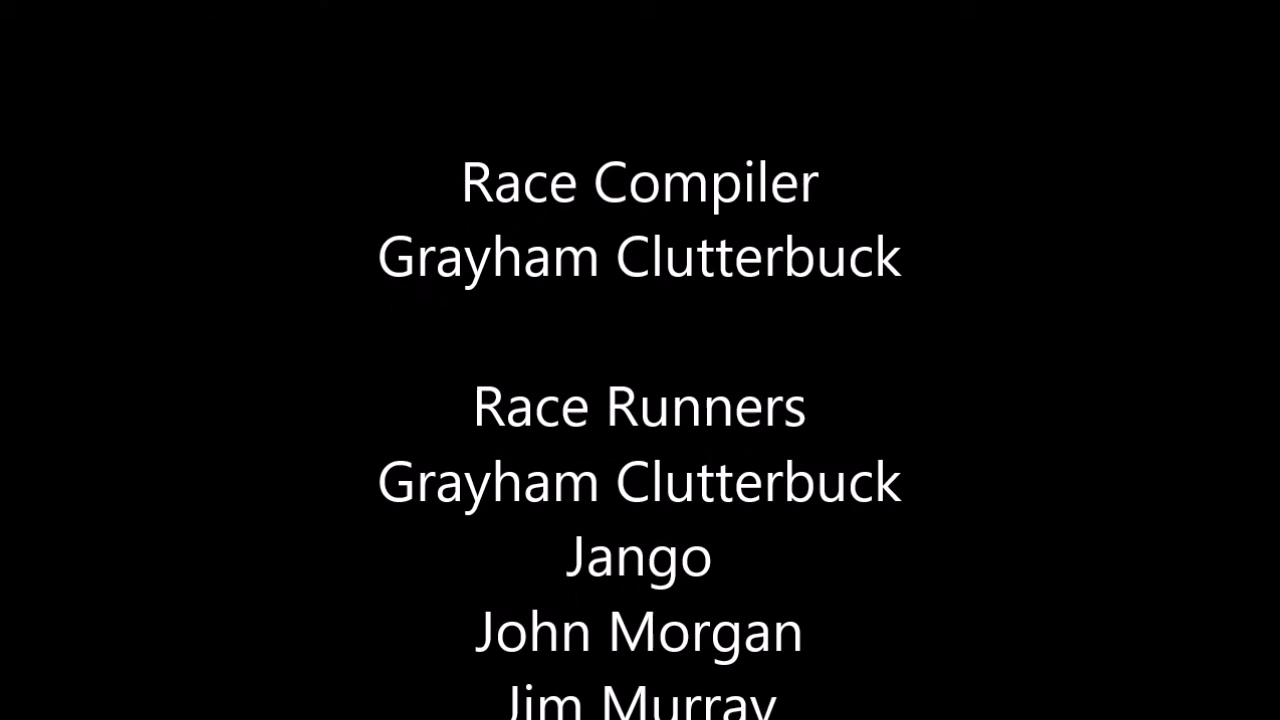 Race Compiler
Grayham Clutterbuck
Race Runners
Grayham Clutterbuck
Jango
John Morgan
Jim Murray